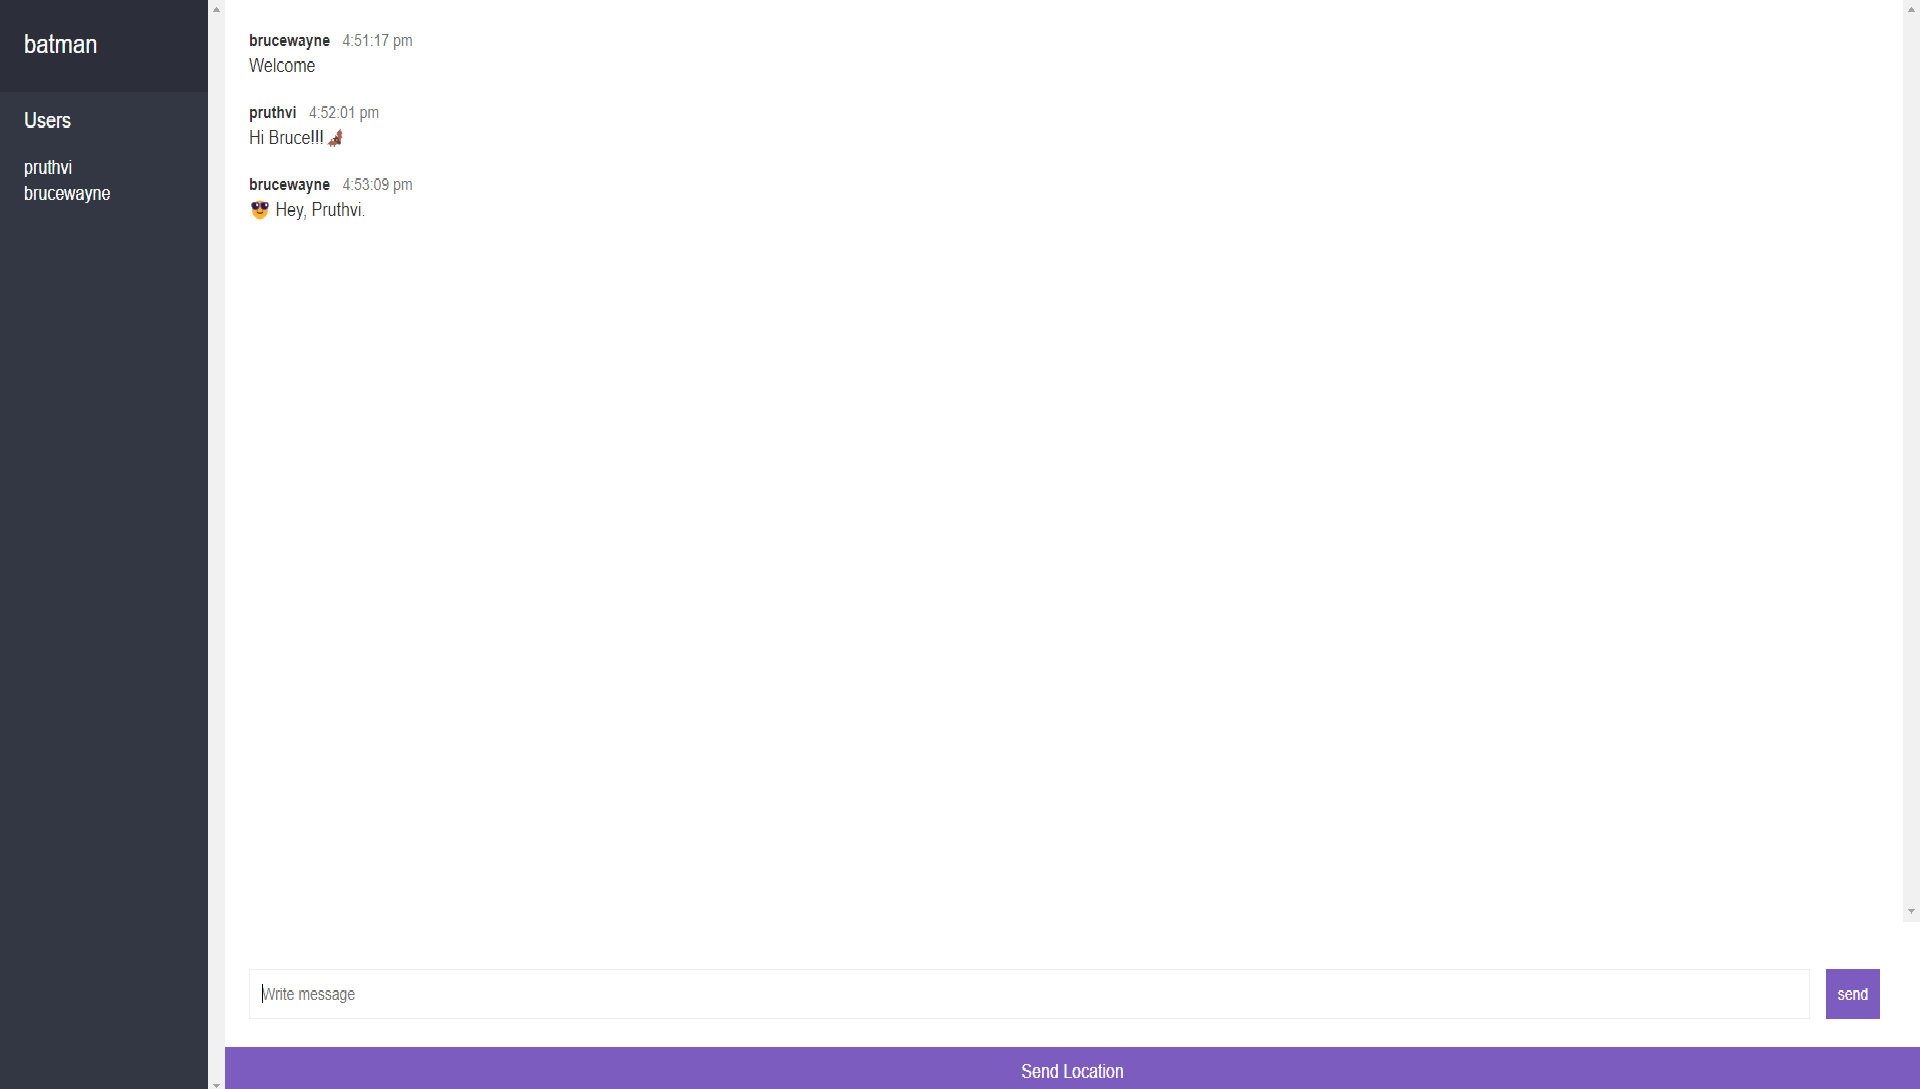 batman
Users
pruthvi
brucewayne
brucewayne 4:51:17 pm
Welcome
pruthvi 4:52:01 pm
Hi Bruce!!!
brucewayne 4:53:09 pm
😎 Hey, Pruthvi.
Write message
send
Send Location